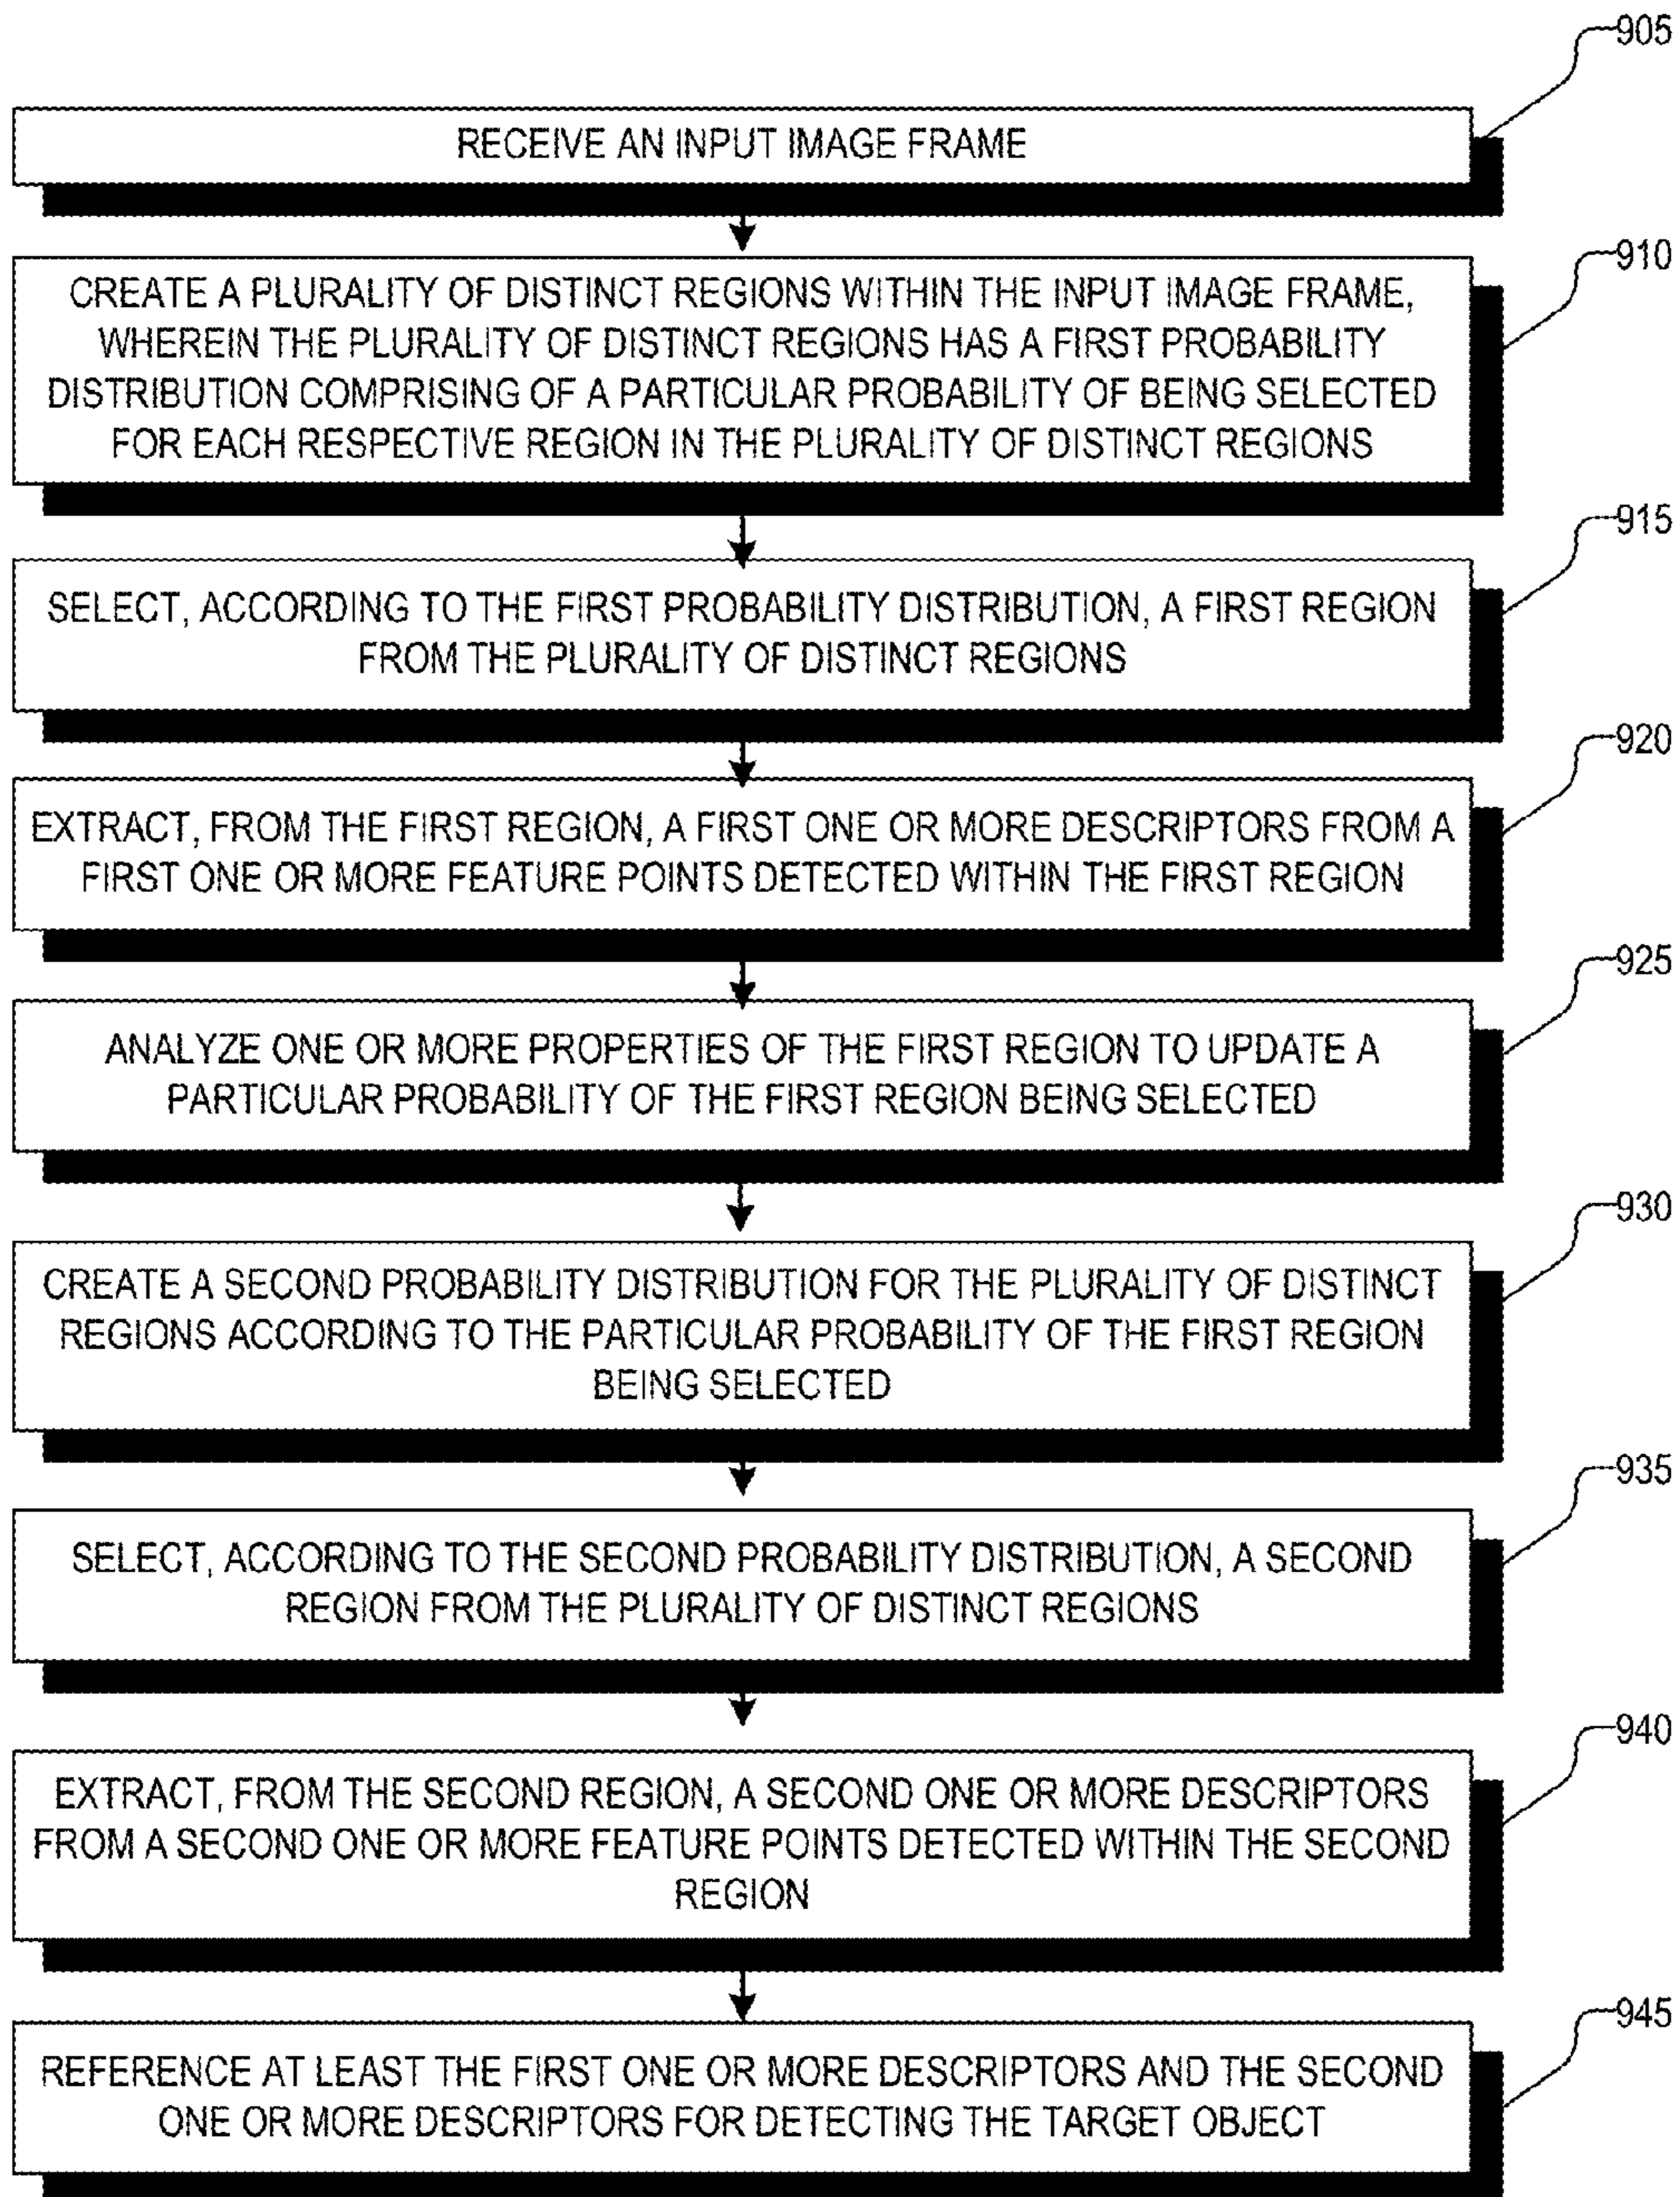 905
RECEIVE AN INPUT IMAGE FRAME
910
CREATE A PLURALITY OF DISTINCT REGIONS WITHIN THE INPUT IMAGE FRAME,
WHEREIN THE PLURALITY OF DISTINCT REGIONS HAS A FIRST PROBABILITY
DISTRIBUTION COMPRISING OF A PARTICULAR PROBABILITY OF BEING SELECTED
FOR EACH RESPECTIVE REGION IN THE PLURALITY OF DISTINCT REGIONS
915
SELECT, ACCORDING TO THE FIRST PROBABILITY DISTRIBUTION, A FIRST REGION
FROM THE PLURALITY OF DISTINCT REGIONS
920
EXTRACT, FROM THE FIRST REGION, A FIRST ONE OR MORE DESCRIPTORS FROM A
FIRST ONE OR MORE FEATURE POINTS DETECTED WITHIN THE FIRST REGION
925
ANALYZE ONE OR MORE PROPERTIES OF THE FIRST REGION TO UPDATE A
PARTICULAR PROBABILITY OF THE FIRST REGION BEING SELECTED
930
CREATE A SECOND PROBABILITY DISTRIBUTION FOR THE PLURALITY OF DISTINCT
REGIONS ACCORDING TO THE PARTICULAR PROBABILITY OF THE FIRST REGION
BEING SELECTED
935
SELECT, ACCORDING TO THE SECOND PROBABILITY DISTRIBUTION, A SECOND
REGION FROM THE PLURALITY OF DISTINCT REGIONS
940
EXTRACT, FROM THE SECOND REGION, A SECOND ONE OR MORE DESCRIPTORS
FROM A SECOND ONE OR MORE FEATURE POINTS DETECTED WITHIN THE SECOND
REGION
945
REFERENCE AT LEAST THE FIRST ONE OR MORE DESCRIPTORS AND THE SECOND
ONE OR MORE DESCRIPTORS FOR DETECTING THE TARGET OBJECT